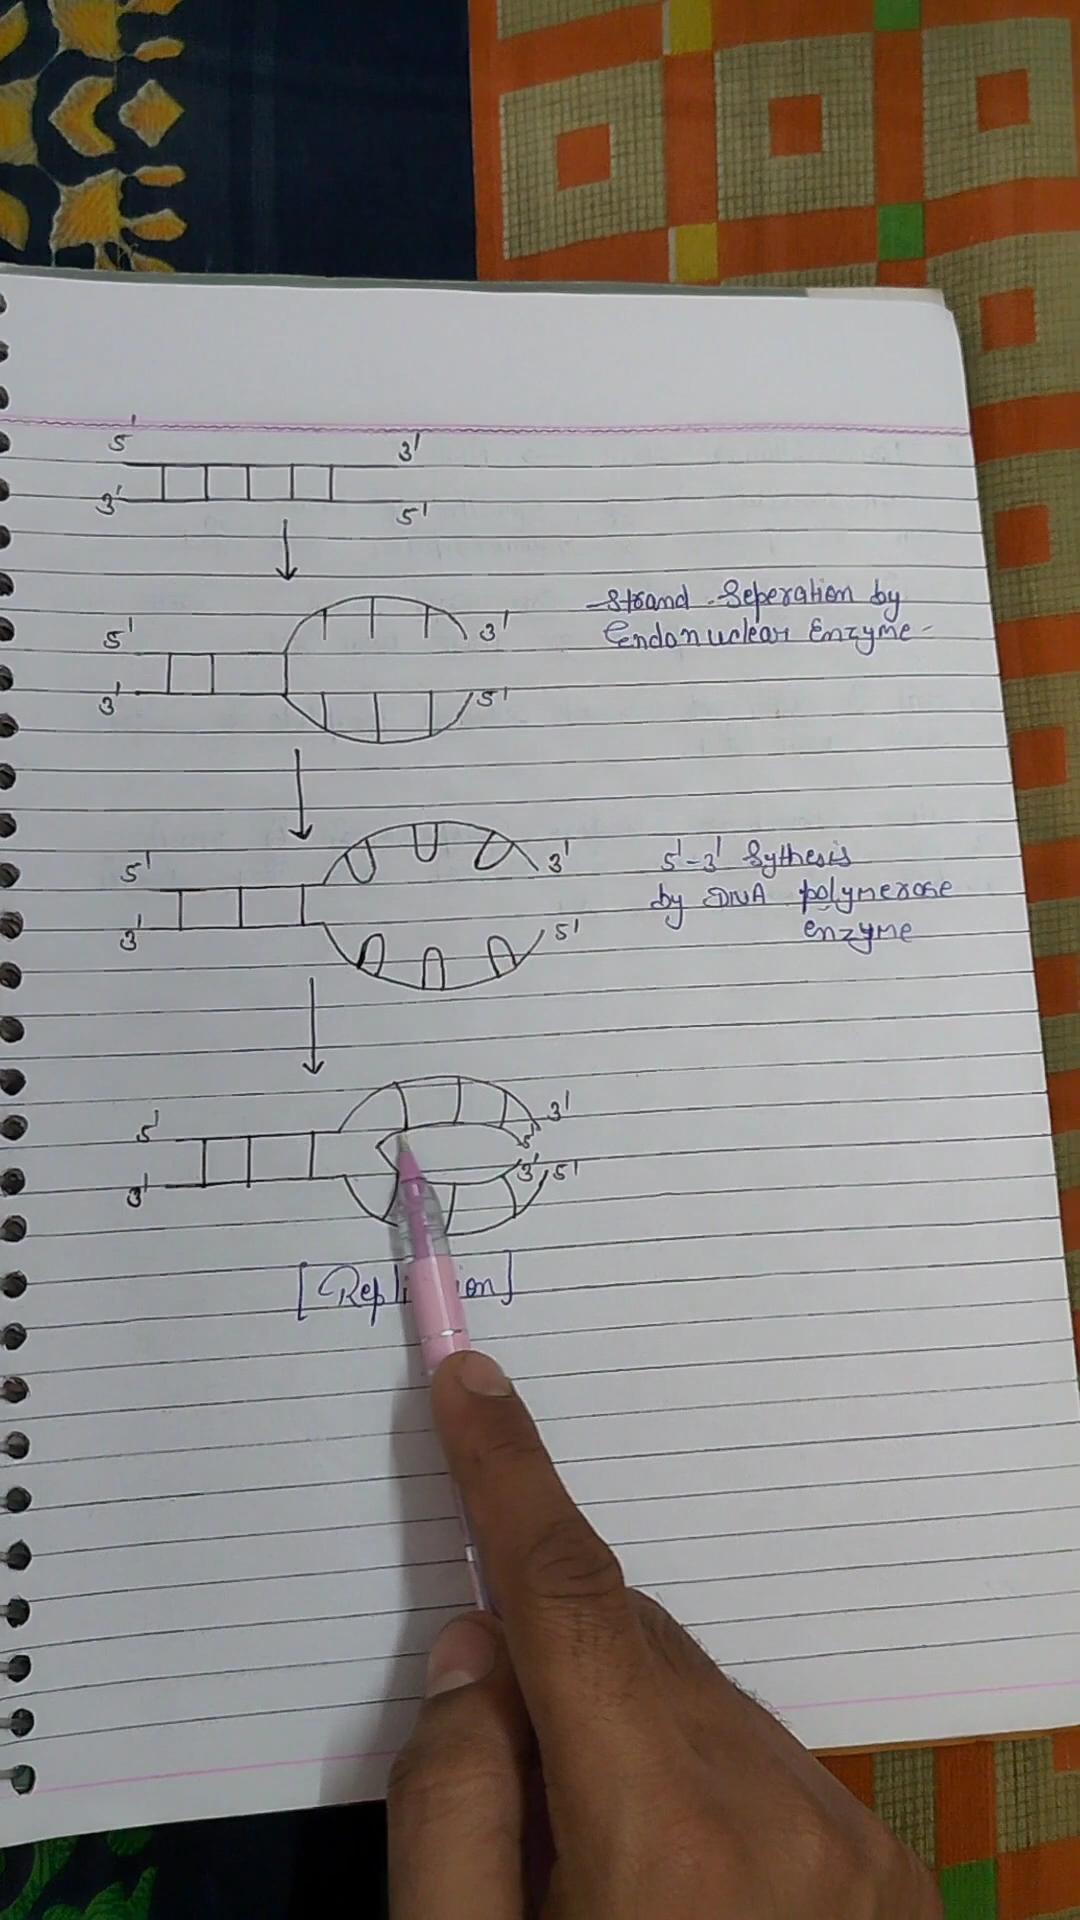 5' 3'
3' 5'
5' 3'
3' 5'
-Strand Seperation by
Endonuclear Enzyme-
5' 3'
3' 5'
5'-3' Sythesis
by DNA polymerase
enzyme
5' 3'
5'
3' 5'
3'